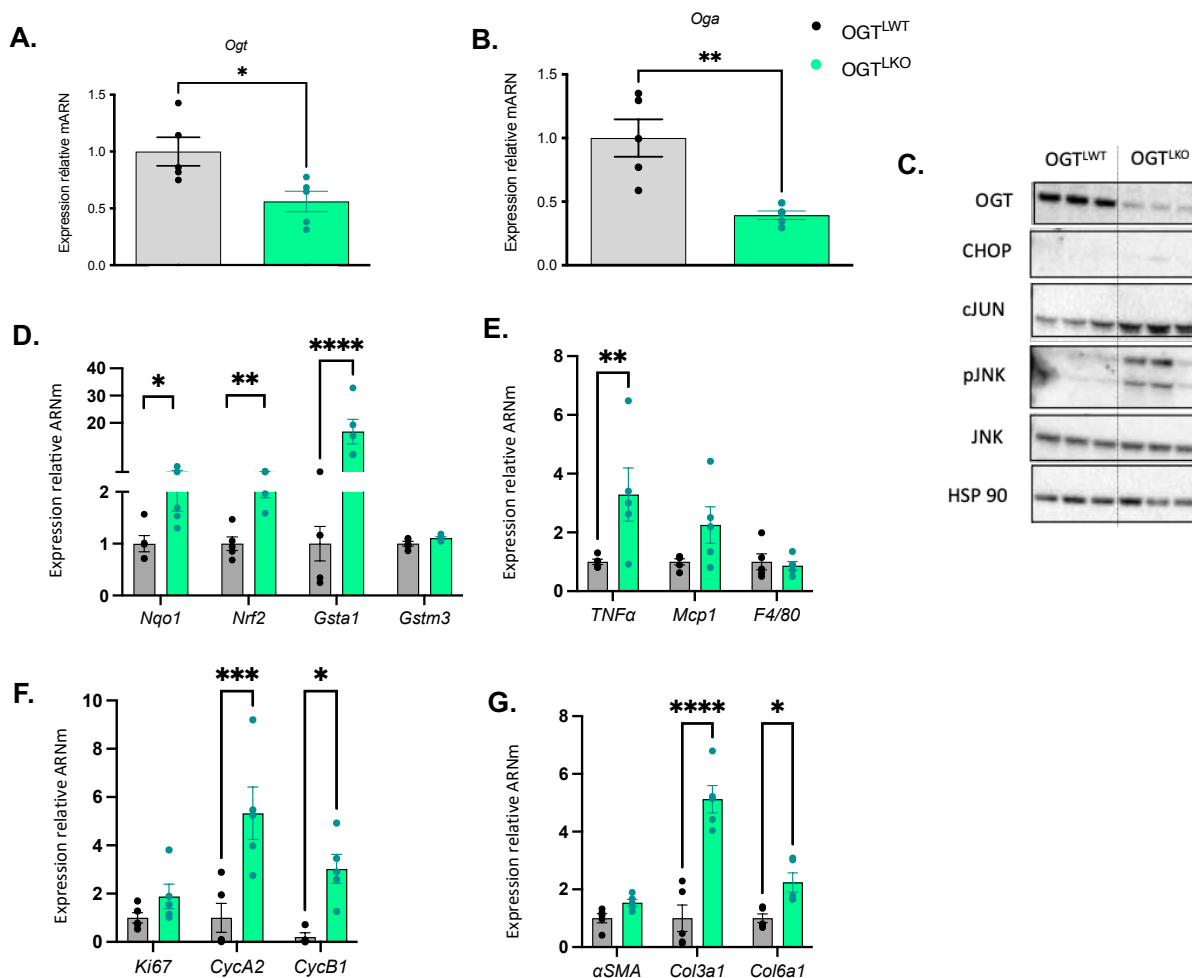 A.
Ogt
*
Expression rélative mARN
1.5
1.0
0.5
0.0
B.
Oga
**
Expression rélative mARN
1.5
1.0
0.5
0.0
OGTLWT
OGTLKO
C.
OGTLWT OGTLKO
OGT
CHOP
cJUN
pJNK
JNK
HSP 90
D.
Expression relative ARNm
40
30
20
2
1
0
* ** ****
Nqo1 Nrf2 Gsta1 Gstm3
E.
Expression relative ARNm
8
6
4
2
0
**
TNFα Mcp1 F4/80
F.
Expression relative ARNm
10
8
6
4
2
0
*** *
Ki67 CycA2 CycB1
G.
Expression relative ARNm
8
6
4
2
0
**** *
αSMA Col3a1 Col6a1